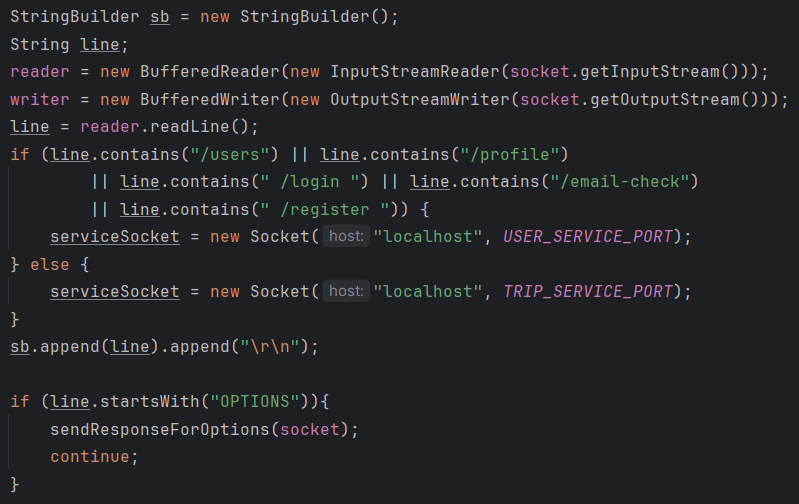 StringBuilder sb = new StringBuilder();
String line;
reader = new BufferedReader(new InputStreamReader(socket.getInputStream()));
writer = new BufferedWriter(new OutputStreamWriter(socket.getOutputStream()));
line = reader.readLine();
if (line.contains("/users") || line.contains("/profile")
        || line.contains(" /login ") || line.contains("/email-check")
        || line.contains(" /register ")) {
    serviceSocket = new Socket( host: "localhost", USER_SERVICE_PORT);
} else {
    serviceSocket = new Socket( host: "localhost", TRIP_SERVICE_PORT);
}
sb.append(line).append("\r\n");

if (line.startsWith("OPTIONS")){
    sendResponseForOptions(socket);
    continue;
}